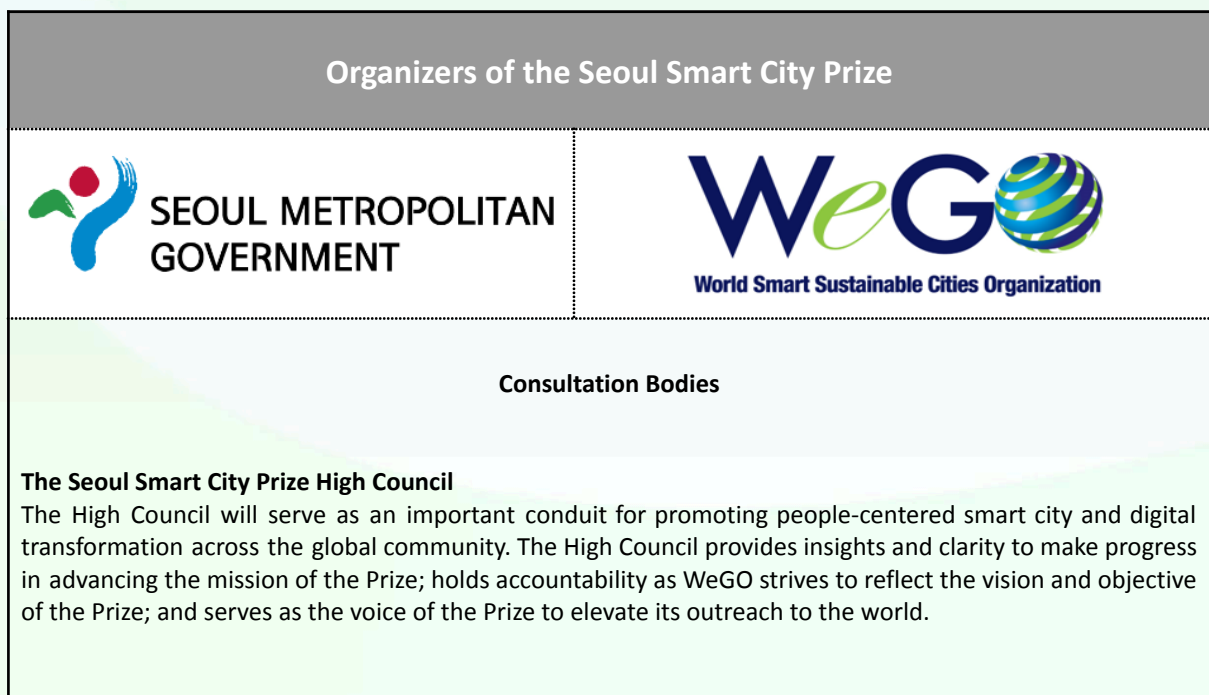 Organizers of the Seoul Smart City Prize
SEOUL METROPOLITAN
GOVERNMENT
WeGO
World Smart Sustainable Cities Organization
Consultation Bodies
The Seoul Smart City Prize High Council
The High Council will serve as an important conduit for promoting people-centered smart city and digital
transformation across the global community. The High Council provides insights and clarity to make progress
in advancing the mission of the Prize; holds accountability as WeGO strives to reflect the vision and objective
of the Prize; and serves as the voice of the Prize to elevate its outreach to the world.